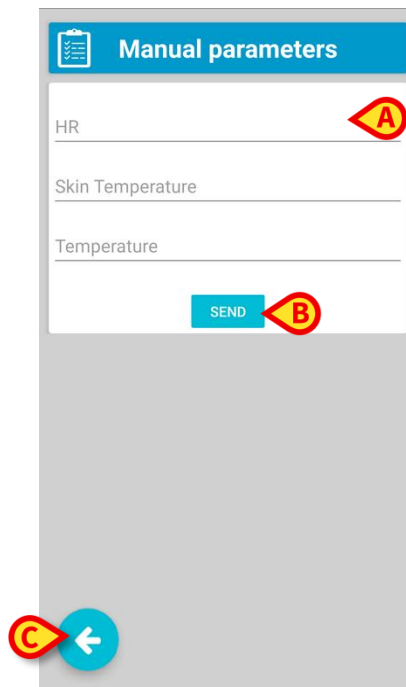 Manual parameters
HR
A
Skin Temperature
Temperature
SEND
B
C